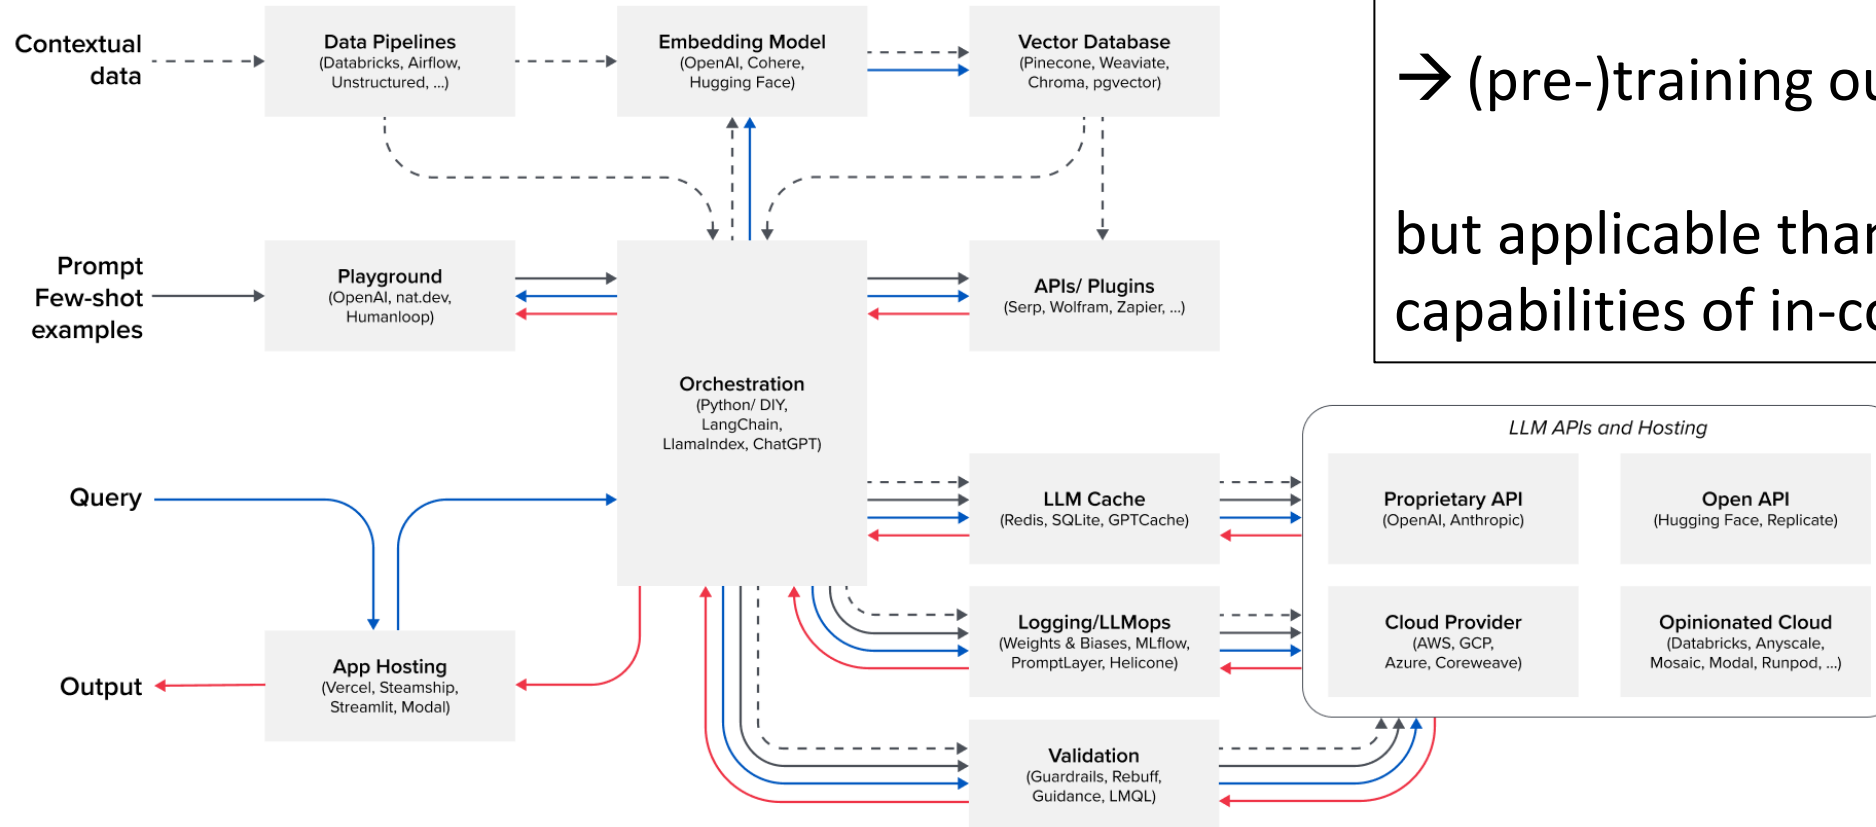 Contextual
data
Data Pipelines
(Databricks, Airflow,
Unstructured, ...)
Embedding Model
(OpenAI, Cohere,
Hugging Face)
Vector Database
(Pinecone, Weaviate,
Chroma, pgvector)
→ (pre-)training
but applicable
capabilities of
Prompt
Few-shot
examples
Playground
(OpenAI, nat.dev,
Humanloop)
Orchestration
(Python/ DIY,
LangChain,
LlamaIndex, ChatGPT)
APIs/ Plugins
(Serp, Wolfram, Zapier, ...)
Query
Output
App Hosting
(Vercel, Steamship,
Streamlit, Modal)
LLM Cache
(Redis, SQLite, GPTCache)
Logging/LLMops
(Weights & Biases, MLflow,
PromptLayer, Helicone)
Validation
(Guardrails, Rebuff,
Guidance, LMQL)
LLM APIs and Hosting
Proprietary API
(OpenAI, Anthropic)
Open API
(Hugging Face, Replicate)
Cloud Provider
(AWS, GCP,
Azure, Coreweave)
Opinionated Cloud
(Databricks, Anyscale,
Mosaic, Modal, Runpod, ...)